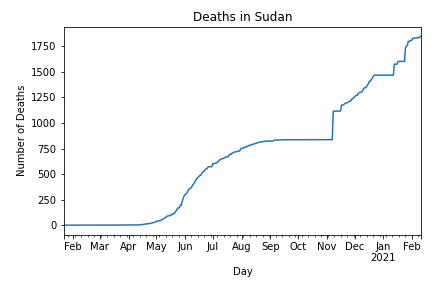 Deaths in Sudan
Number of Deaths
1750
1500
1250
1000
750
500
250
0
Feb Mar Apr May Jun Jul Aug Sep Oct Nov Dec Jan Feb
2021
Day